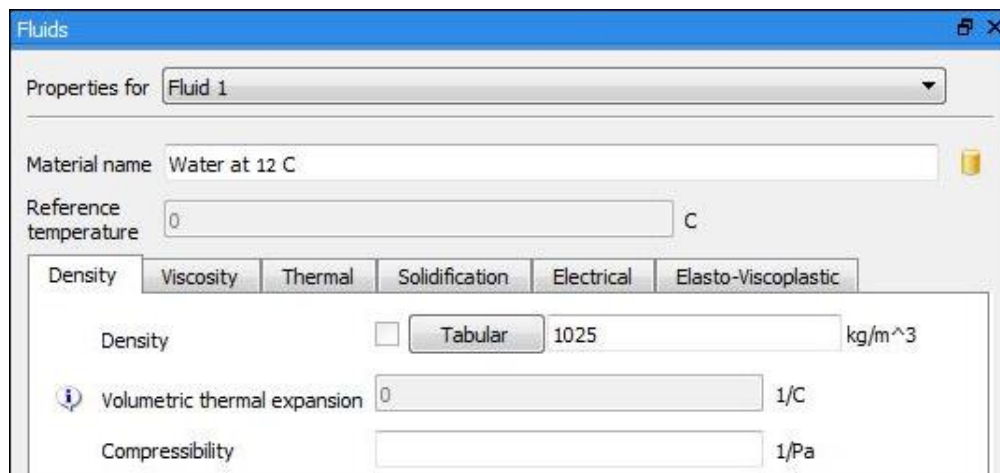 Fluids
Properties for Fluid 1
Material name Water at 12 C
Reference
temperature 0 C
Density Viscosity Thermal Solidification Electrical Elasto-Viscoplastic
Density Tabular 1025 kg/m^3
Volumetric thermal expansion 0 1/C
Compressibility 1/Pa